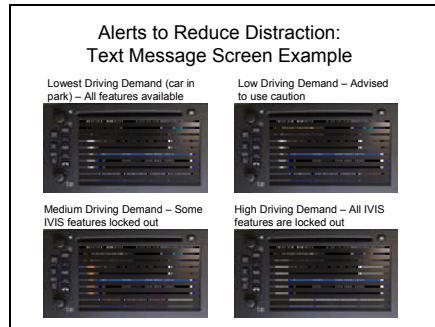 Alerts to Reduce Distraction:
Text Message Screen Example
Lowest Driving Demand (car in
park) – All features available
Low Driving Demand – Advised
to use caution
Medium Driving Demand – Some
IVIS features locked out
High Driving Demand – All IVIS
features are locked out